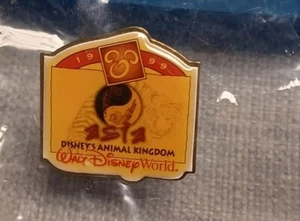 1999
ASIA
DISNEY'S ANIMAL KINGDOM
Walt Disney World